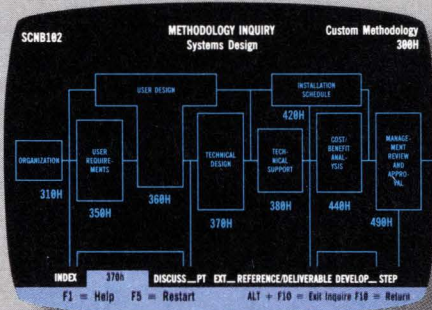 SCNB102 METHODOLOGY INQUIRY Custom Methodology
Systems Design 300H
USER DESIGN
INSTALLATION
SCHEDULE
420H
ORGANIZATION
310H
USER
REQUIRE-
MENTS
350H
360H
TECHNICAL
DESIGN
370H
TECH-
NICAL
SUPPORT
380H
COST/
BENEFIT
ANAL-
YSIS
440H
MANAGE-
MENT
REVIEW
AND
APPRO-
VAL
490H
INDEX 370h DISCUSS__PT EXT__ REFERENCE/DELIVERABLE DEVELOP__ STEP
F1 = Help F5 = Restart ALT + F10 = Exit Inquire F10 = Return